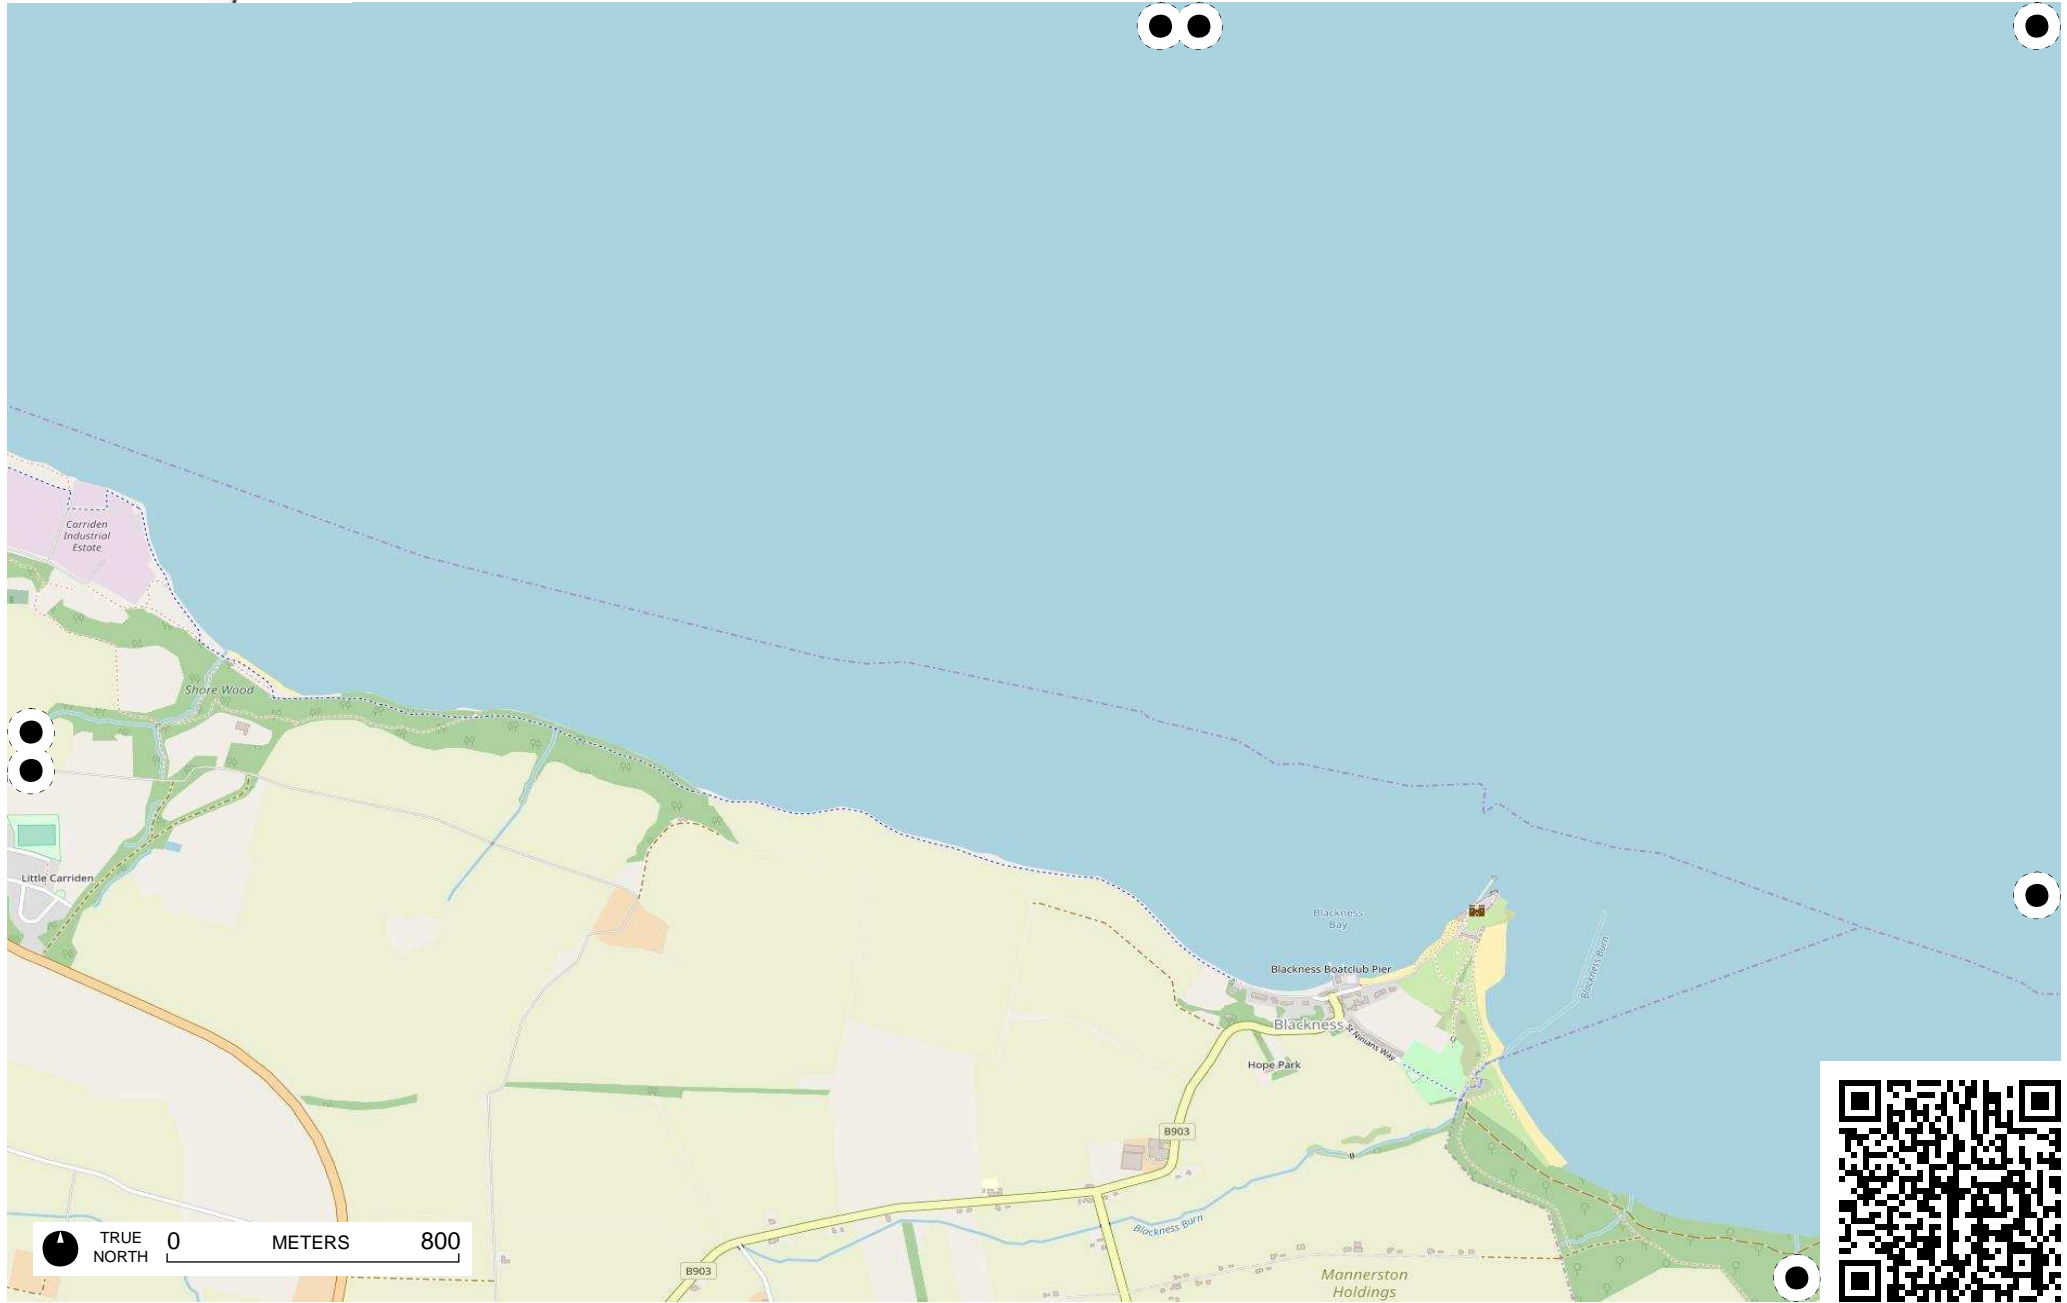 Carriden
Industrial
Estate
Shore Wood
Little Carriden
Blackness
Bay
Blackness Boatclub Pier
Blackness Burn
Blackness
St Ninians Way
Hope Park
B903
Blackness Burn
B903
Mannerston
Holdings
TRUE
NORTH
0 METERS 800